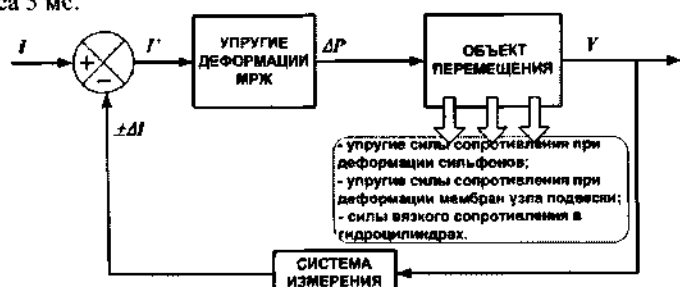 са 5 мс.
I
+
−
I'
УПРУГИЕ
ДЕФОРМАЦИИ
МРЖ
ΔP
ОБЪЕКТ
ПЕРЕМЕЩЕНИЯ
V
±ΔI
- упругие силы сопротивления при
деформации сильфонов;
- упругие силы сопротивления при
деформации мембран узла подвески;
- силы вязкого сопротивления в
гидроцилиндрах.
СИСТЕМА
ИЗМЕРЕНИЯ